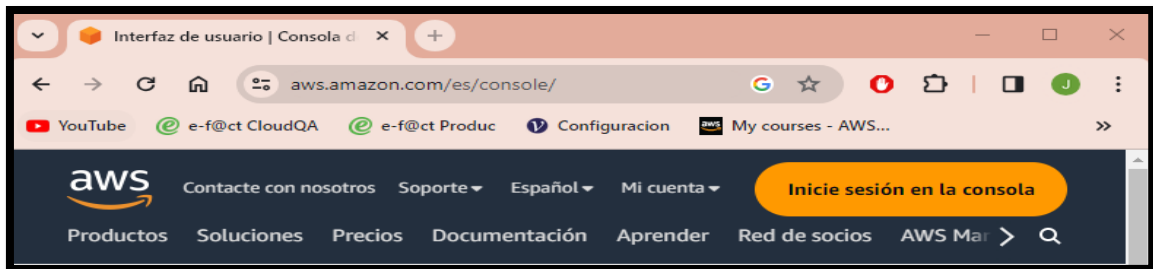 Interfaz de usuario | Consola d
aws.amazon.com/es/console/
YouTube e-f@ct CloudQA e-f@ct Produc Configuracion aws My courses - AWS...
aws Contacte con nosotros Soporte Español Mi cuenta Inicie sesión en la consola
Productos Soluciones Precios Documentación Aprender Red de socios AWS Mar